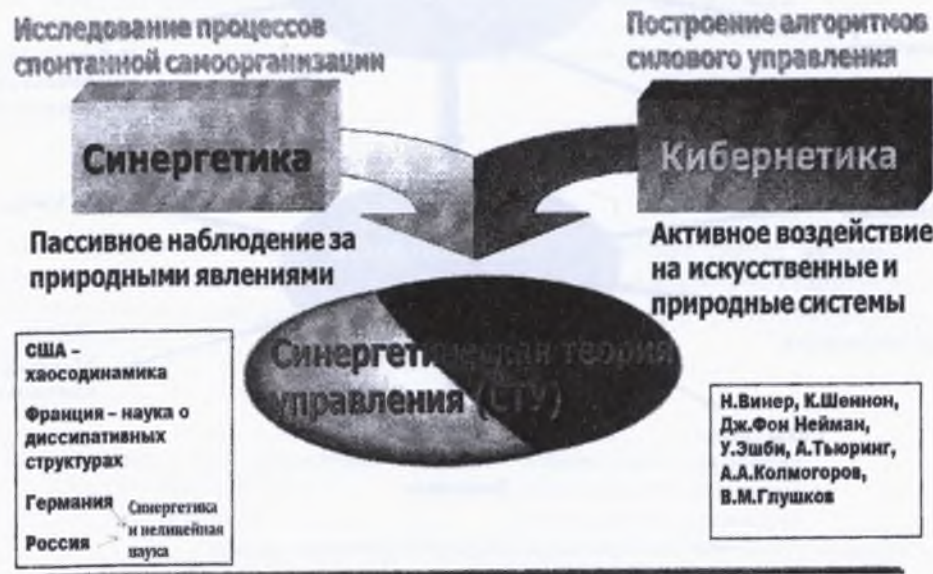 Исследование процессов
спонтанной самоорганизации
Синергетика
Пассивное наблюдение за
природными явлениями
Построение алгоритмов
силового управления
Кибернетика
Активное воздействие
на искусственные и
природные системы
Синергетическая теория
управления (СТУ)
США –
хаосодинамика
Франция – наука о
диссипативных
структурах
Германия
Россия
Синергетика
и нелинейная
наука
Н.Винер, К.Шеннон,
Дж.Фон Нейман,
У.Эшби, А.Тьюринг,
А.А.Колмогоров,
В.М.Глушков